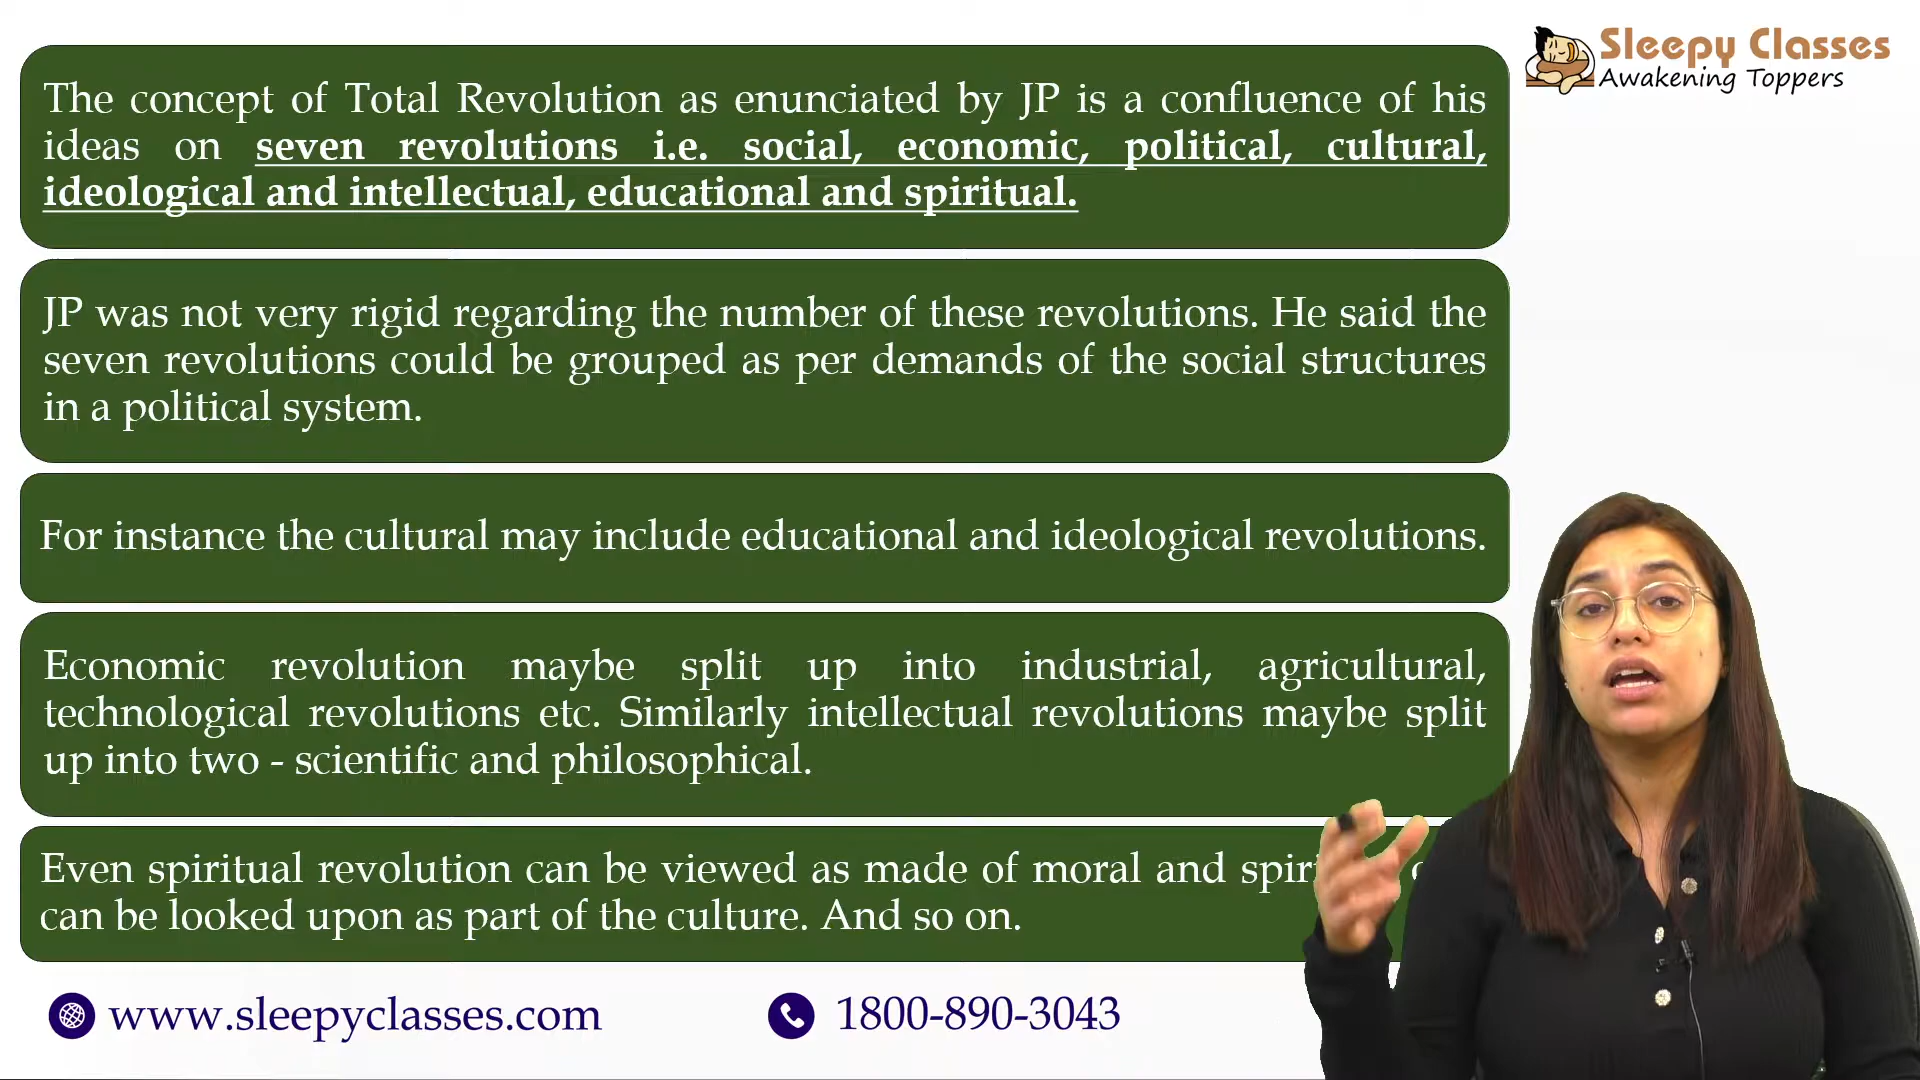 Sleepy Classes
Awakening Toppers
The concept of Total Revolution as enunciated by JP is a confluence of his
ideas on seven revolutions i.e. social, economic, political, cultural,
ideological and intellectual, educational and spiritual.
JP was not very rigid regarding the number of these revolutions. He said the
seven revolutions could be grouped as per demands of the social structures
in a political system.
For instance the cultural may include educational and ideological revolutions.
Economic revolution maybe split up into industrial, agricultural,
technological revolutions etc. Similarly intellectual revolutions maybe split
up into two - scientific and philosophical.
Even spiritual revolution can be viewed as made of moral and
can be looked upon as part of the culture. And so on.
www.sleepyclasses.com
1800-890-3043